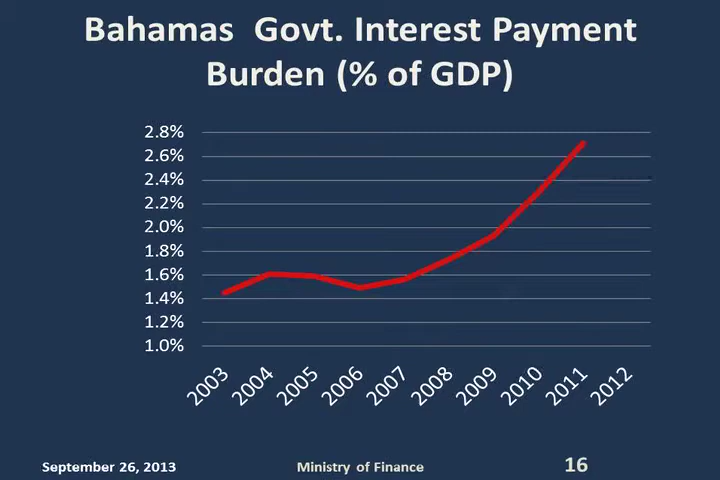 Bahamas Govt. Interest Payment
Burden (% of GDP)
2.8%
2.6%
2.4%
2.2%
2.0%
1.8%
1.6%
1.4%
1.2%
1.0%
2003 2004 2005 2006 2007 2008 2009 2010 2011 2012
September 26, 2013 Ministry of Finance 16